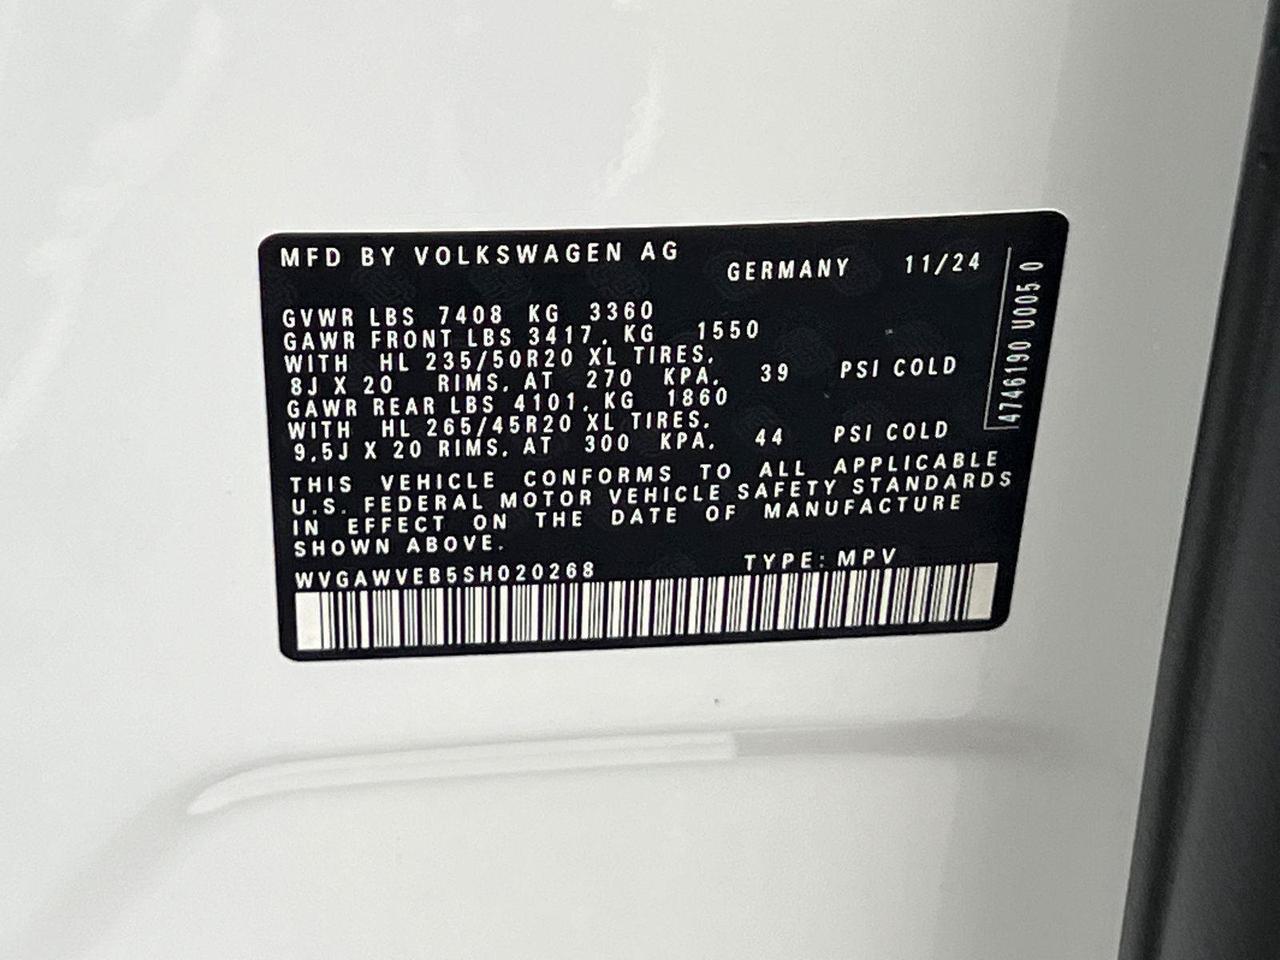 MFD BY VOLKSWAGEN AG
GERMANY 11/24
GVWR LBS 7408 KG 3360
GAWR FRONT LBS 3417. KG 1550
WITH HL 235/50R20 XL TIRES.
8J X 20 RIMS. AT 270 KPA. 39 PSI COLD
GAWR REAR LBS 4101. KG 1860
WITH HL 265/45R20 XL TIRES.
9.5J X 20 RIMS. AT 300 KPA. 44 PSI COLD
THIS VEHICLE CONFORMS TO ALL APPLICABLE
U.S. FEDERAL MOTOR VEHICLE SAFETY STANDARDS
IN EFFECT ON THE DATE OF MANUFACTURE
SHOWN ABOVE.
WVGAWVEB5SH020268 TYPE: MPV
4746190 U005 0